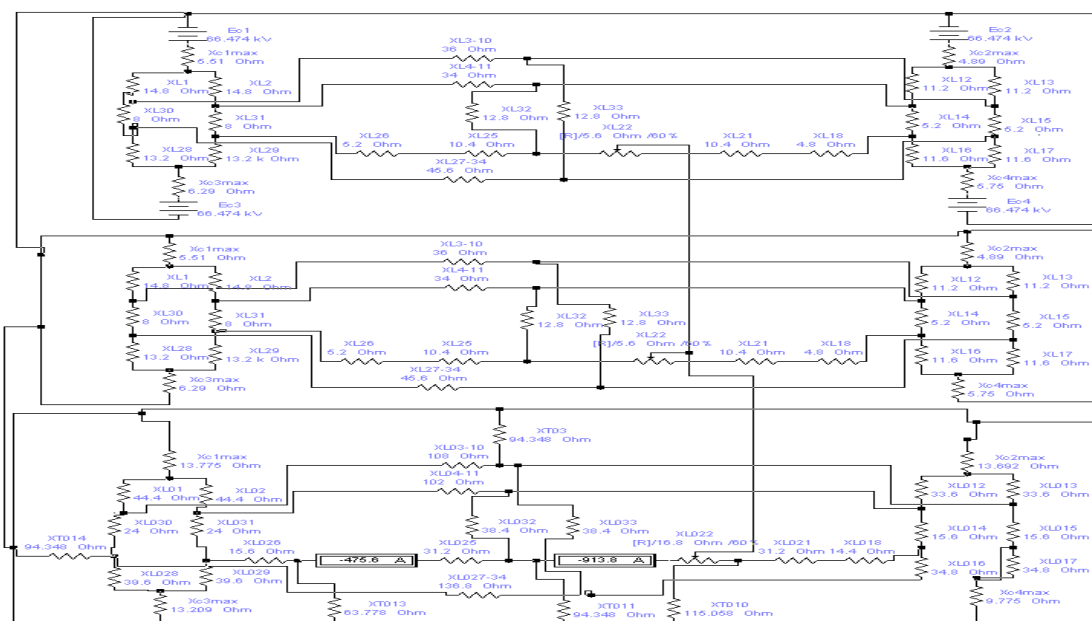 Ec1
66.474 kV
Xc1max
5.51 Ohm
XL1
14.8 Ohm
XL2
14.8 Ohm
XL30
8 Ohm
XL31
8 Ohm
XL28
13.2 Ohm
XL29
13.2 k Ohm
Xc3max
6.29 Ohm
Ec3
66.474 kV
XL3-10
36 Ohm
XL4-11
34 Ohm
XL32
12.8 Ohm
XL33
12.8 Ohm
XL26
5.2 Ohm
XL25
10.4 Ohm
XL22
[R]/5.6 Ohm /60%
XL21
10.4 Ohm
XL18
4.8 Ohm
XL27-34
45.6 Ohm
Ec2
66.474 kV
Xc2max
4.89 Ohm
XL12
11.2 Ohm
XL13
11.2 Ohm
XL14
5.2 Ohm
XL15
5.2 Ohm
XL16
11.6 Ohm
XL17
11.6 Ohm
Xc4max
5.75 Ohm
Ec4
66.474 kV
Xc1max
5.51 Ohm
XL1
14.8 Ohm
XL2
14.8 Ohm
XL30
8 Ohm
XL31
8 Ohm
XL28
13.2 Ohm
XL29
13.2 k Ohm
Xc3max
6.29 Ohm
XL3-10
36 Ohm
XL4-11
34 Ohm
XL32
12.8 Ohm
XL33
12.8 Ohm
XL26
5.2 Ohm
XL25
10.4 Ohm
XL22
[R]/5.6 Ohm /60%
XL21
10.4 Ohm
XL18
4.8 Ohm
XL27-34
45.6 Ohm
Xc2max
4.89 Ohm
XL12
11.2 Ohm
XL13
11.2 Ohm
XL14
5.2 Ohm
XL15
5.2 Ohm
XL16
11.6 Ohm
XL17
11.6 Ohm
Xc4max
5.75 Ohm
Xc1max
13.775 Ohm
XL01
44.4 Ohm
XL02
44.4 Ohm
XL030
24 Ohm
XL031
24 Ohm
XT014
94.348 Ohm
XL028
39.6 Ohm
XL029
39.6 Ohm
Xc3max
13.209 Ohm
XT03
94.348 Ohm
XL03-10
108 Ohm
XL04-11
102 Ohm
XL032
38.4 Ohm
XL033
38.4 Ohm
XL026
15.6 Ohm
-475.6 A
XL025
31.2 Ohm
-913.8 A
XL022
[R]/16.8 Ohm /60%
XL021
31.2 Ohm
XL018
14.4 Ohm
XL027-34
136.8 Ohm
XT013
63.778 Ohm
XT011
94.348 Ohm
XT010
115.058 Ohm
Xc2max
13.692 Ohm
XL012
33.6 Ohm
XL013
33.6 Ohm
XL014
15.6 Ohm
XL015
15.6 Ohm
XL016
34.8 Ohm
XL017
34.8 Ohm
Xc4max
9.775 Ohm